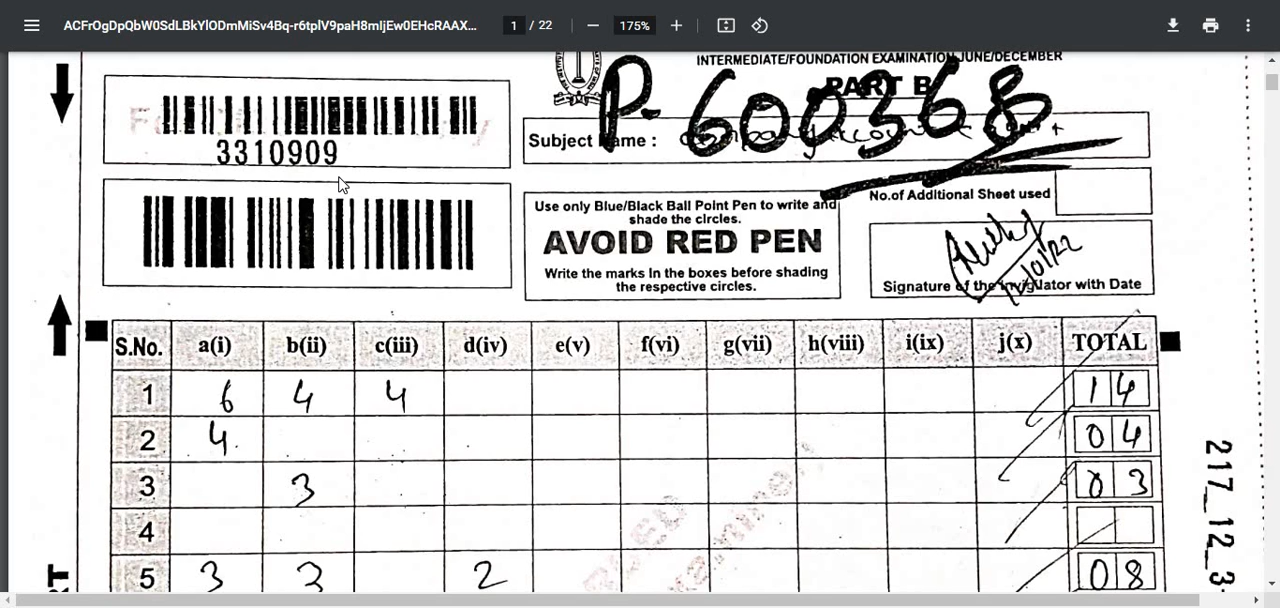 ACFrOgDpQbW0SdLBkYlODmMiSv4Bq-r6tplV9paH8mljEw0EHcRAAX... 1 / 22 175%
INTERMEDIATE/FOUNDATION EXAMINATION JUNE/DECEMBER
PART B
P-600368
3310909
Subject Name :
No.of Additional Sheet used
Use only Blue/Black Ball Point Pen to write and
shade the circles.
AVOID RED PEN
Write the marks In the boxes before shading
the respective circles.
12/01/22
Signature of the Invigilator with Date
S.No. a(i) b(ii) c(iii) d(iv) e(v) f(vi) g(vii) h(viii) i(ix) j(x) TOTAL
1 6 4 4 14
2 4 04
3 3 03
4
5 3 3 2 08
217_12_3